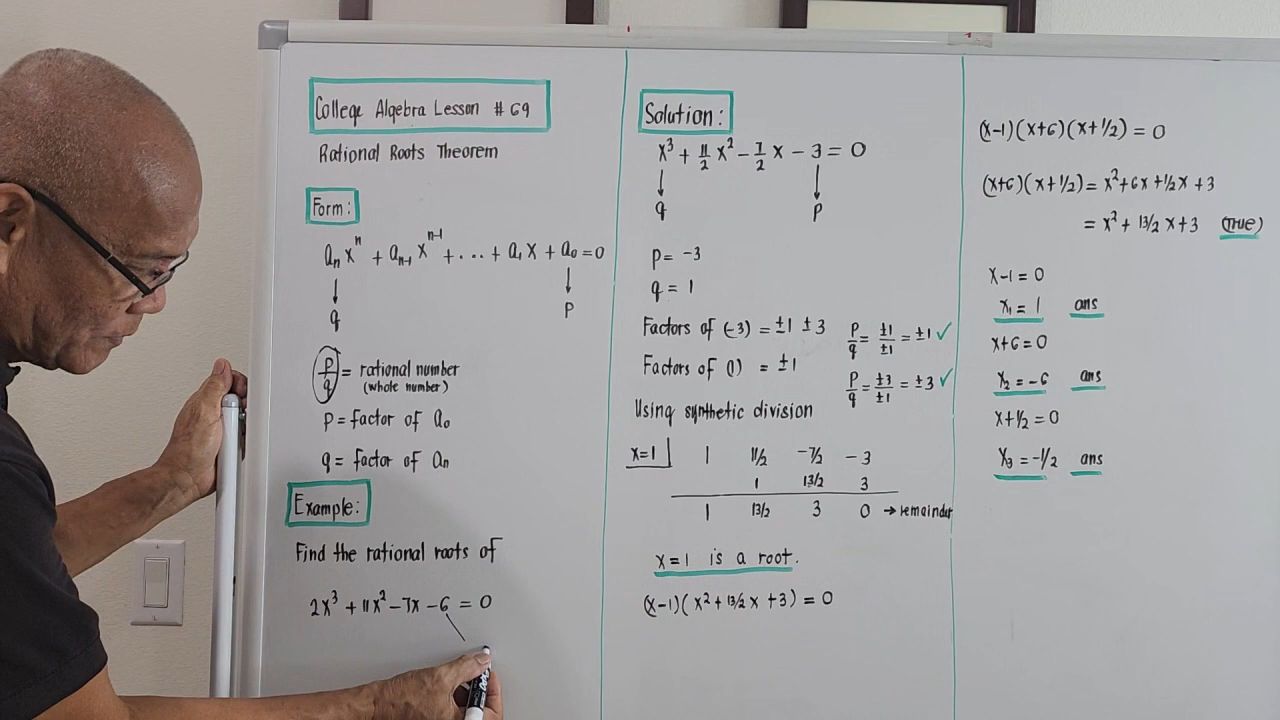 College Algebra Lesson # 69
Rational Roots Theorem
Form:
aₙxⁿ + aₙ₋₁xⁿ⁻¹ + . . . + a₁x + a₀ = 0
q
p
p/q = rational number
(whole number)
p = factor of a₀
q = factor of aₙ
Example:
Find the rational roots of
2x³ + 11x² - 7x - 6 = 0
Solution:
x³ + 11/2 x² - 7/2 x - 3 = 0
q
p
p = -3
q = 1
Factors of (-3) = ±1 ±3
p/q = ±1/±1 = ±1 ✓
Factors of (1) = ±1
p/q = ±3/±1 = ±3 ✓
Using synthetic division
x=1 1 11/2 -7/2 -3
1 13/2 3
1 13/2 3 0 → remainder
x=1 is a root.
(x-1)(x² + 13/2 x + 3) = 0
(x-1)(x+6)(x+1/2) = 0
(x+6)(x+1/2) = x² + 6x + 1/2 x + 3
= x² + 13/2 x + 3 (True)
x-1 = 0
x₁ = 1 ans
x+6 = 0
x₂ = -6 ans
x+1/2 = 0
x₃ = -1/2 ans